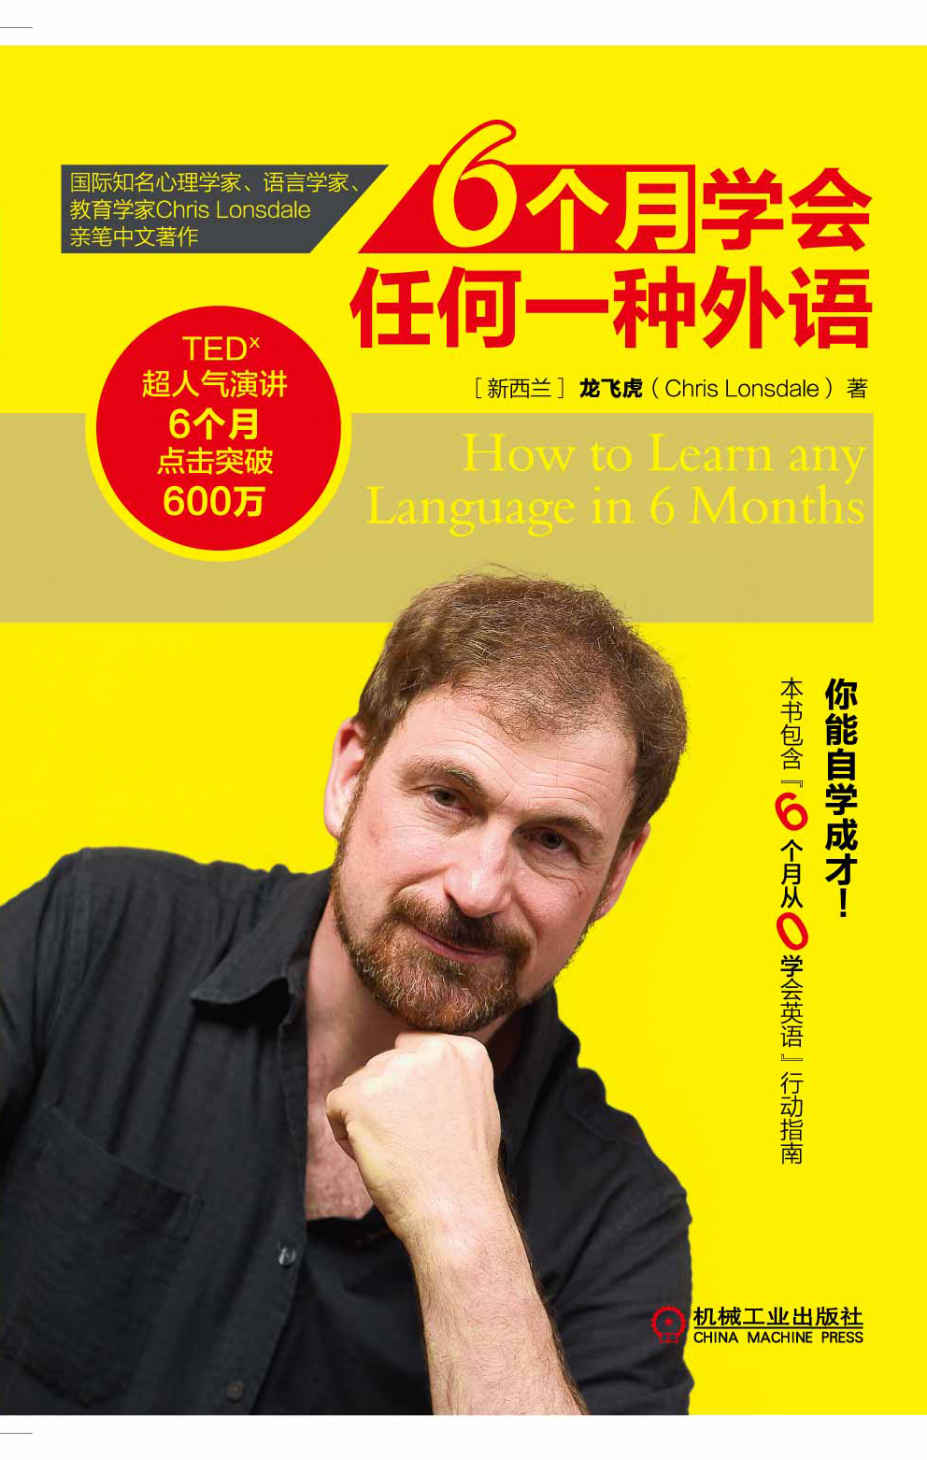 国际知名心理学家、语言学家、
教育学家Chris Lonsdale
亲笔中文著作
6个月学会
任何一种外语
[新西兰] 龙飞虎(Chris Lonsdale)著
TEDx
超人气演讲
6个月
点击突破
600万
How to Learn any
Language in 6 Months
你能自学成才!
本书包含『6个月从0学会英语』行动指南
机械工业出版社
CHINA MACHINE PRESS